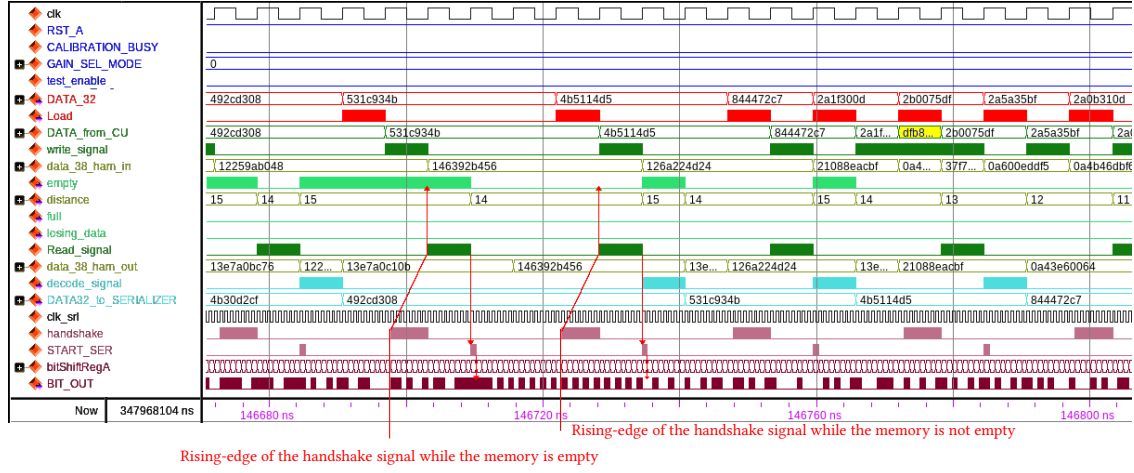 clk
RST_A
CALIBRATION_BUSY
GAIN_SEL_MODE 0
test_enable
DATA_32 492cd308 531c934b 4b5114d5 844472c7 2a1f300d 2b0075df 2a5a35bf 2a0b310d
Load
DATA_from_CU 492cd308 531c934b 4b5114d5 844472c7 2a1f... dfb8... 2b0075df 2a5a35bf 2a0
write_signal
data_38_ham_in 12259ab048 146392b456 126a224d24 21088eacbf 0a4... 37f7... 0a600eddf5 0a4b46dbf6
empty
distance 15 14 15 14 15 14 15 14 13 12 11
full
losing_data
Read_signal
data_38_ham_out 13e7a0bc76 122... 13e7a0c10b 146392b456 13e... 126a224d24 13e... 21088eacbf 0a43e60064
decode_signal
DATA32_to_SERIALIZER 4b30d2cf 492cd308 531c934b 4b5114d5 844472c7
clk_srl
handshake
START_SER
bitShiftRegA
BIT_OUT
Now 347968104 ns 146680 ns 146720 ns 146760 ns 146800 ns
Rising-edge of the handshake signal while the memory is not empty
Rising-edge of the handshake signal while the memory is empty